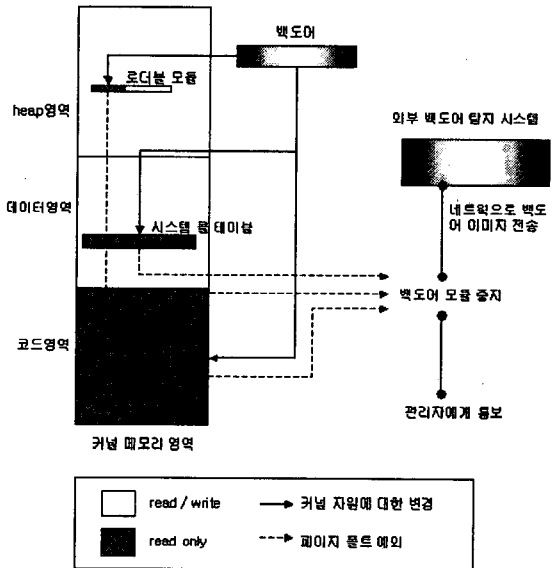 백도어
로더블 모듈
heap영역
외부 백도어 탐지 시스템
데이터영역
네트웍으로 백도
어 이미지 전송
시스템 콜 테이블
백도어 모듈 중지
코드영역
관리자에게 통보
커널 메모리 영역
read / write
커널 자원에 대한 변경
read only
페이지 폴트 예외